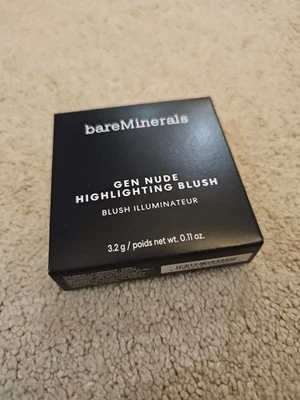 bareMinerals
GEN NUDE
HIGHLIGHTING BLUSH
BLUSH ILLUMINATEUR
3.2 g / poids net wt. 0.11 oz.